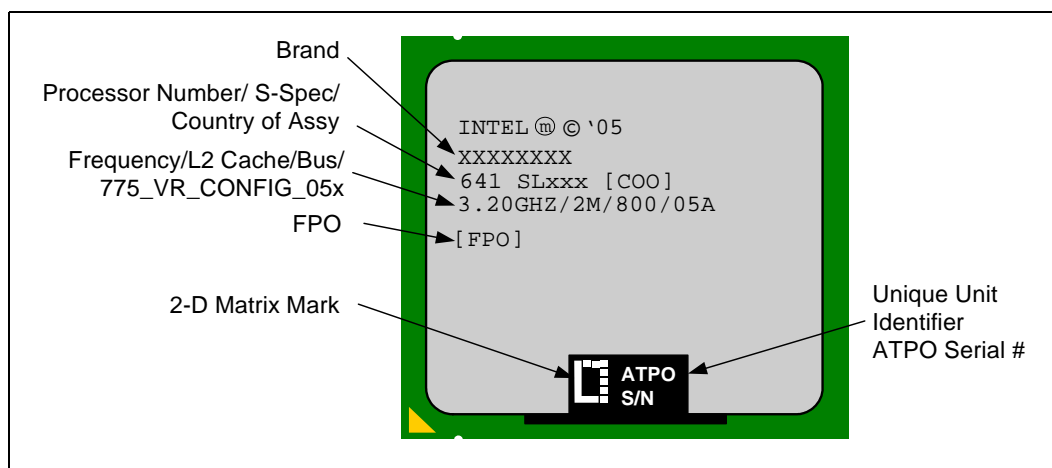 Brand
Processor Number/ S-Spec/
Country of Assy
Frequency/L2 Cache/Bus/
775_VR_CONFIG_05x
FPO
2-D Matrix Mark
INTEL ⓜ © '05
XXXXXXXX
641 SLxxx [COO]
3.20GHZ/2M/800/05A
[FPO]
ATPO
S/N
Unique Unit
Identifier
ATPO Serial #